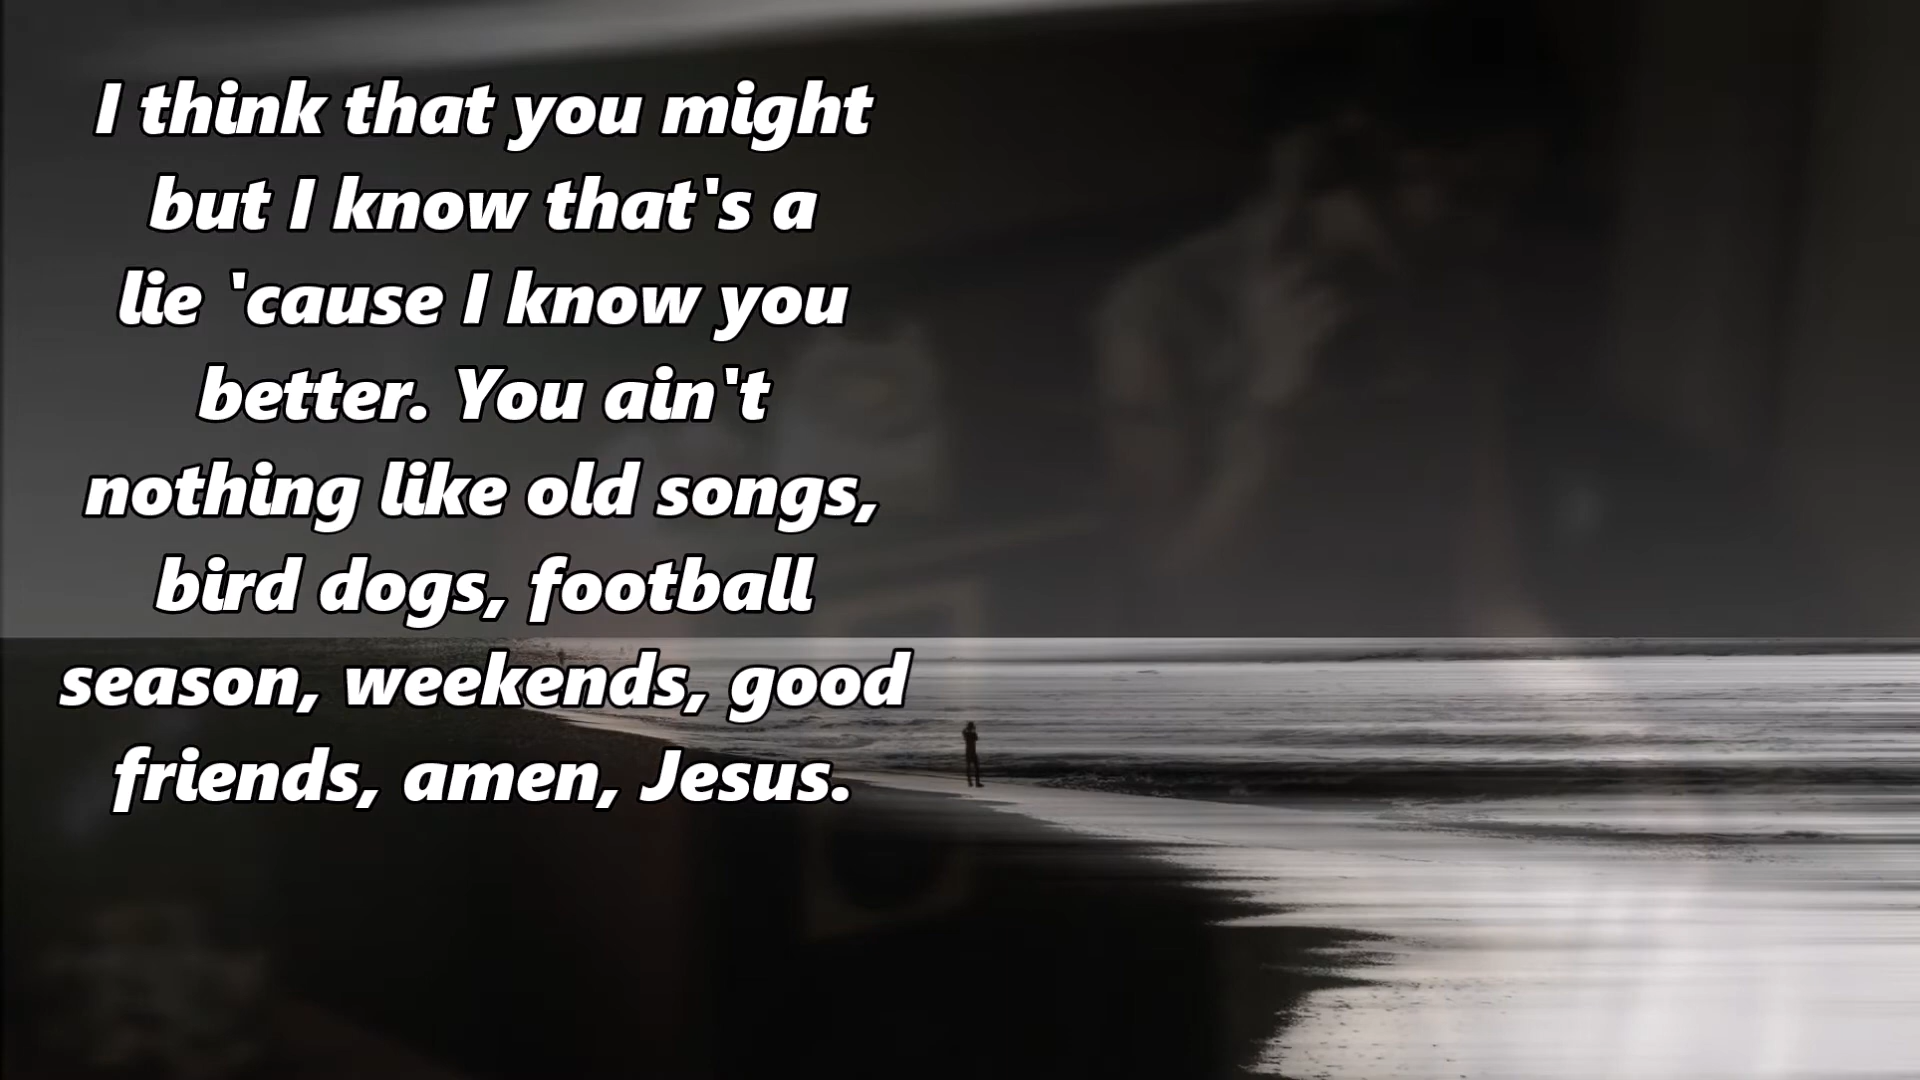 I think that you might
but I know that's a
lie 'cause I know you
better. You ain't
nothing like old songs,
bird dogs, football
season, weekends, good
friends, amen, Jesus.